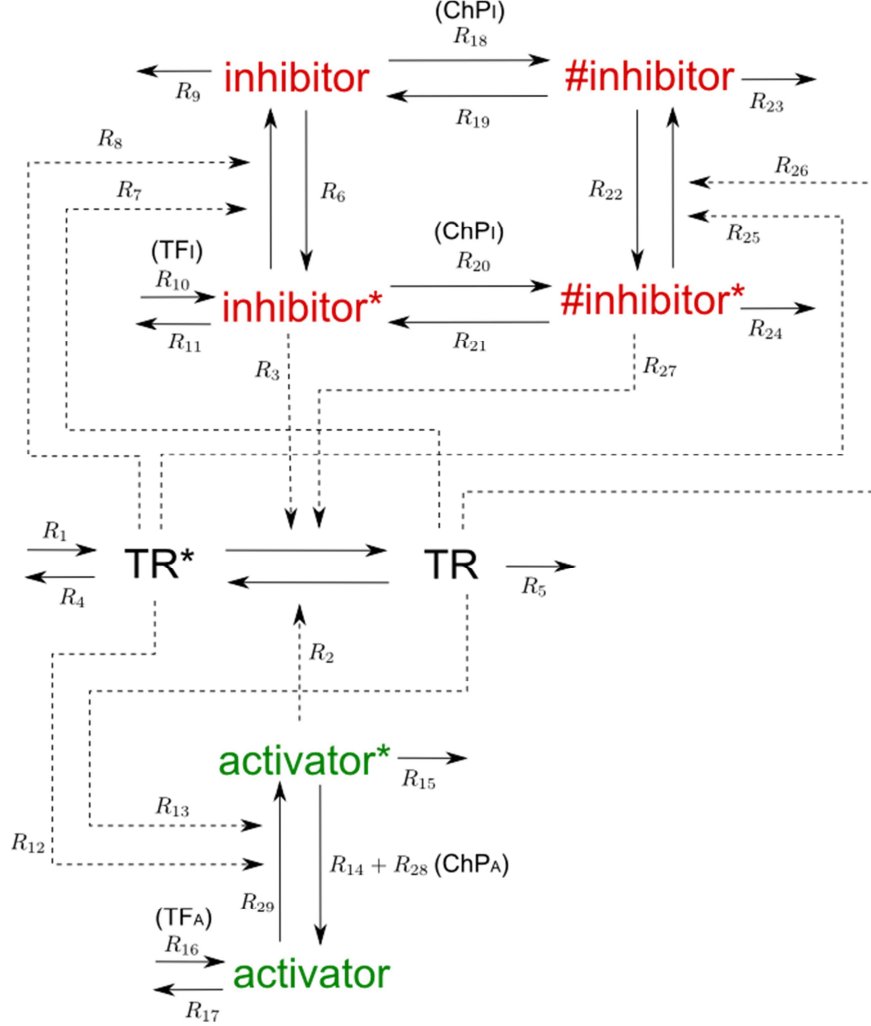 (ChPI)
R18
inhibitor
#inhibitor
R9
R23
R19
R8
R26
R7
R6
R22
R25
(TFI)
(ChPI)
R10
R20
inhibitor*
#inhibitor*
R11
R21
R24
R3
R27
R1
TR*
TR
R4
R5
R2
activator*
R15
R13
R12
R14 + R28 (ChPA)
R29
(TFA)
R16
activator
R17